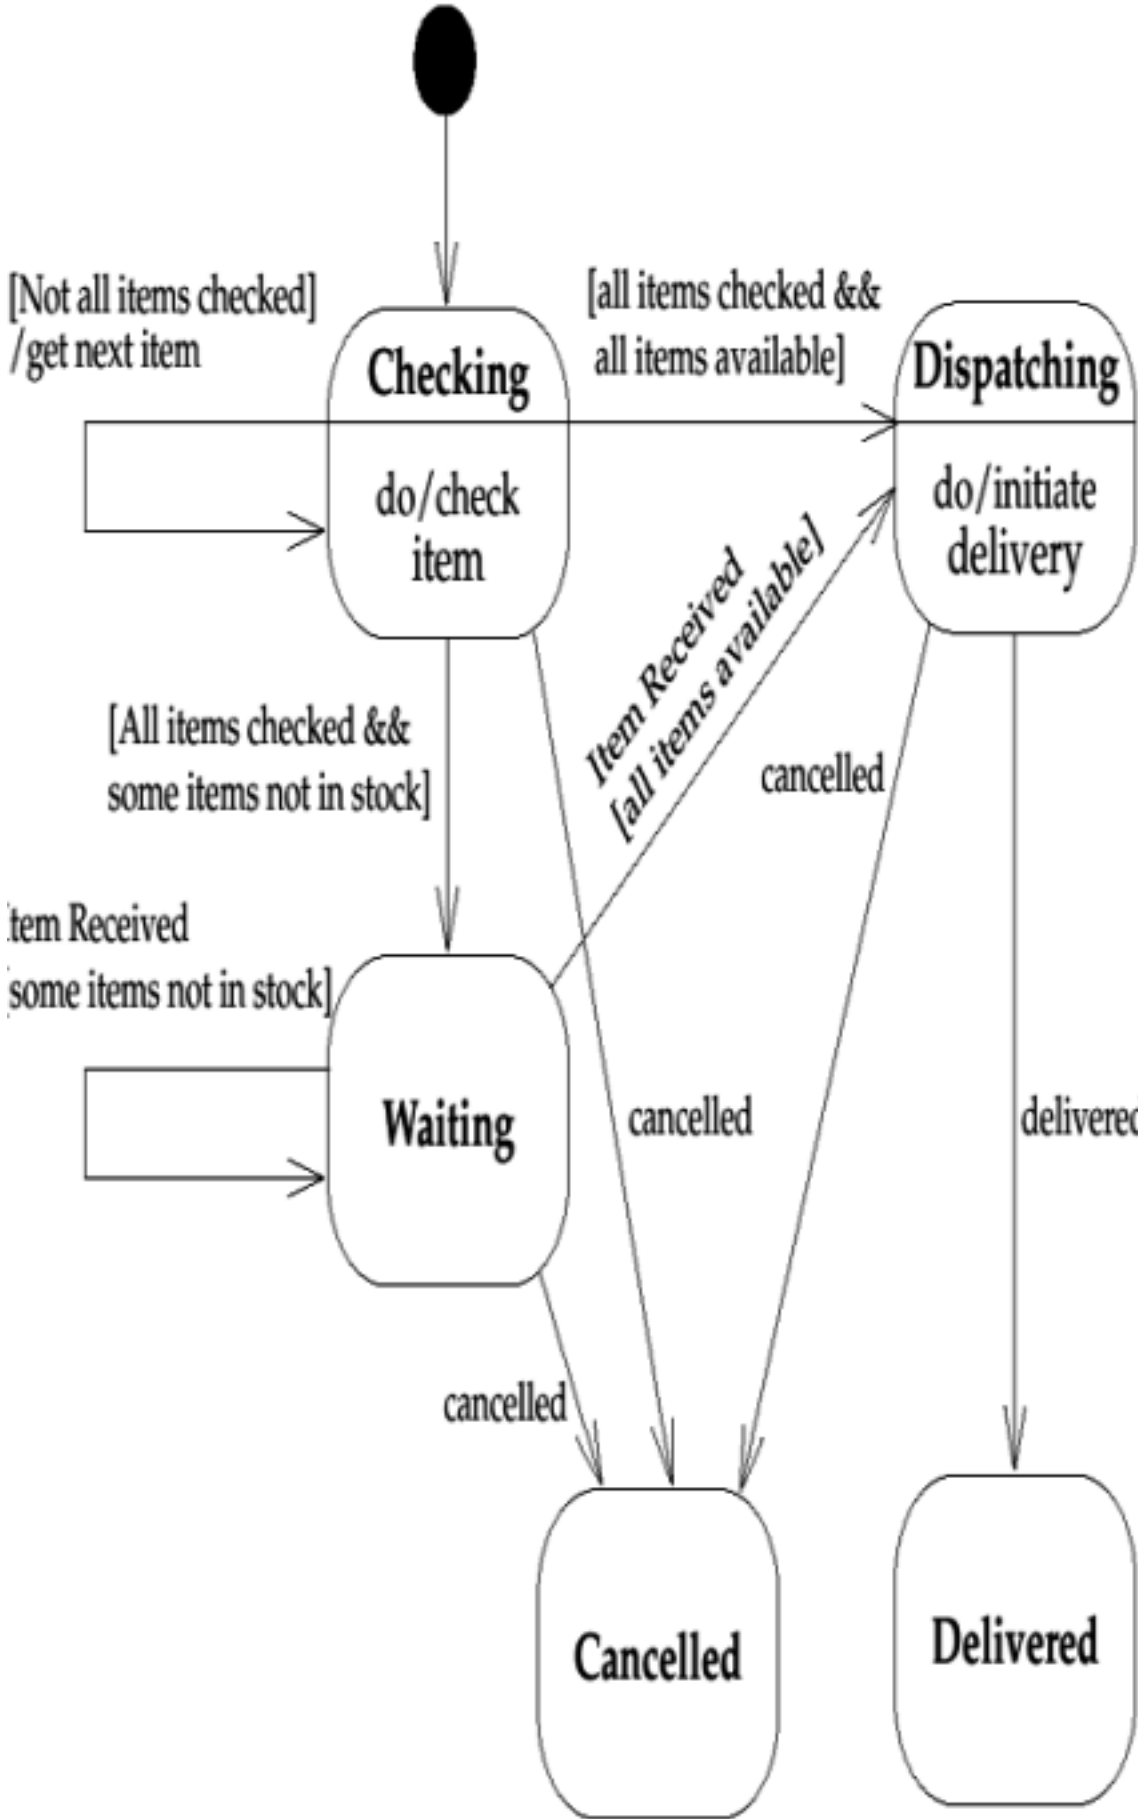 [Not all items checked]
/get next item
[all items checked &&
all items available]
Checking
do/check
item
Dispatching
do/initiate
delivery
Item Received
[all items available]
[All items checked &&
some items not in stock]
cancelled
tem Received
[some items not in stock]
Waiting
cancelled
delivered
cancelled
Cancelled
Delivered